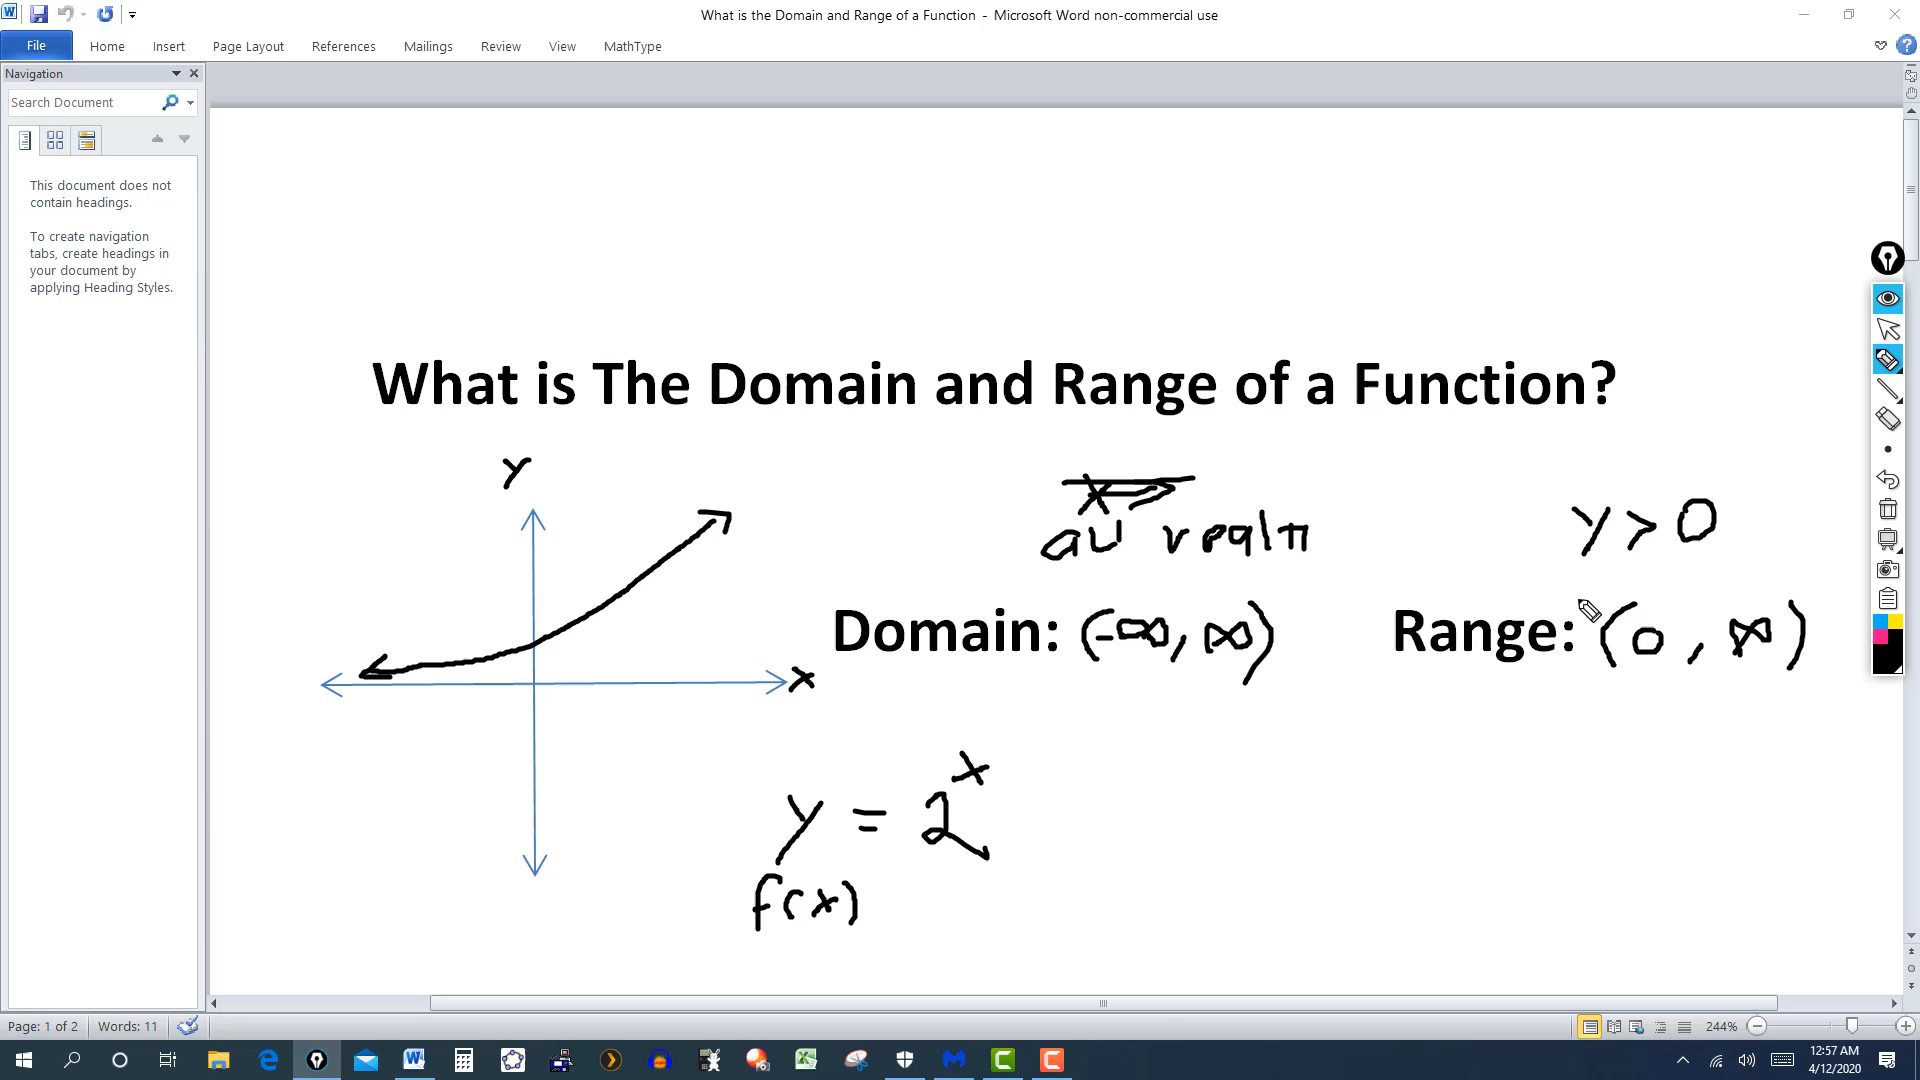 What is the Domain and Range of a Function - Microsoft Word non-commercial use
File Home Insert Page Layout References Mailings Review View MathType
Navigation
Search Document
This document does not
contain headings.
To create navigation
tabs, create headings in
your document by
applying Heading Styles.
What is The Domain and Range of a Function?
y
x
all real
y > 0
Domain: (-∞, ∞)
Range: (0, ∞)
x
y = 2^x
f(x)
Page: 1 of 2 Words: 11
244%
12:57 AM
4/12/2020